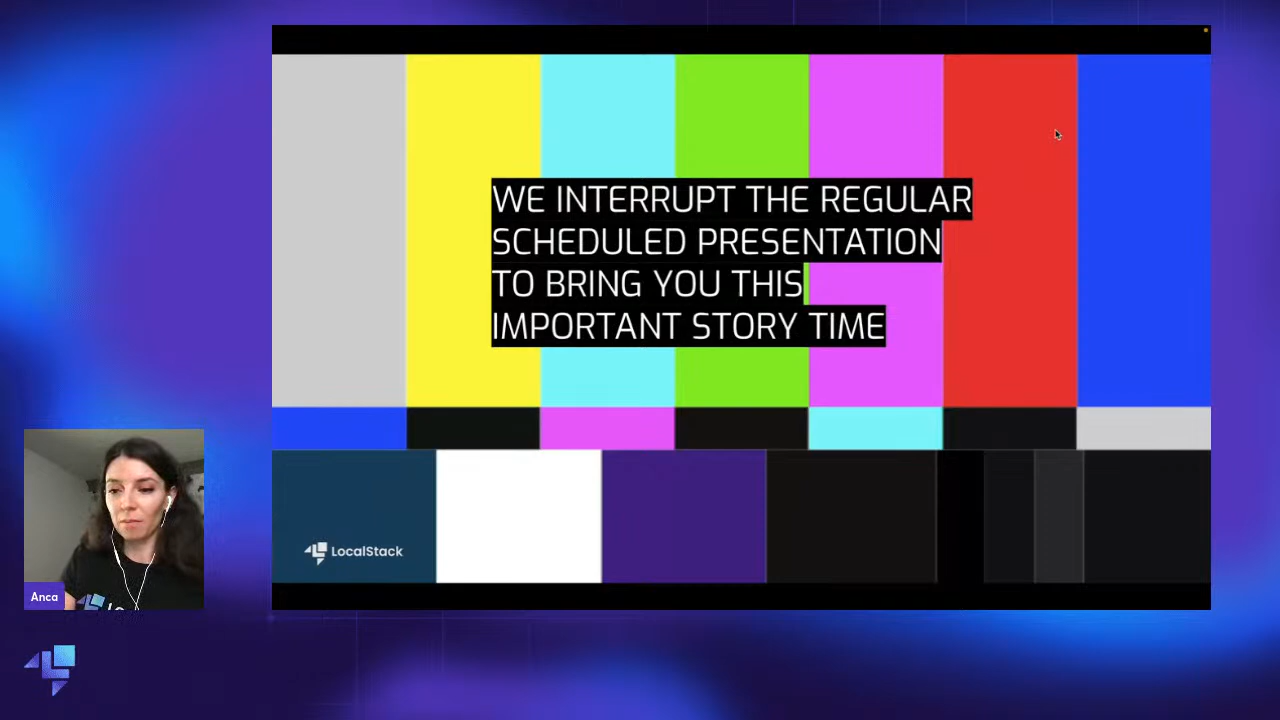 WE INTERRUPT THE REGULAR
SCHEDULED PRESENTATION
TO BRING YOU THIS
IMPORTANT STORY TIME
LocalStack
Anca